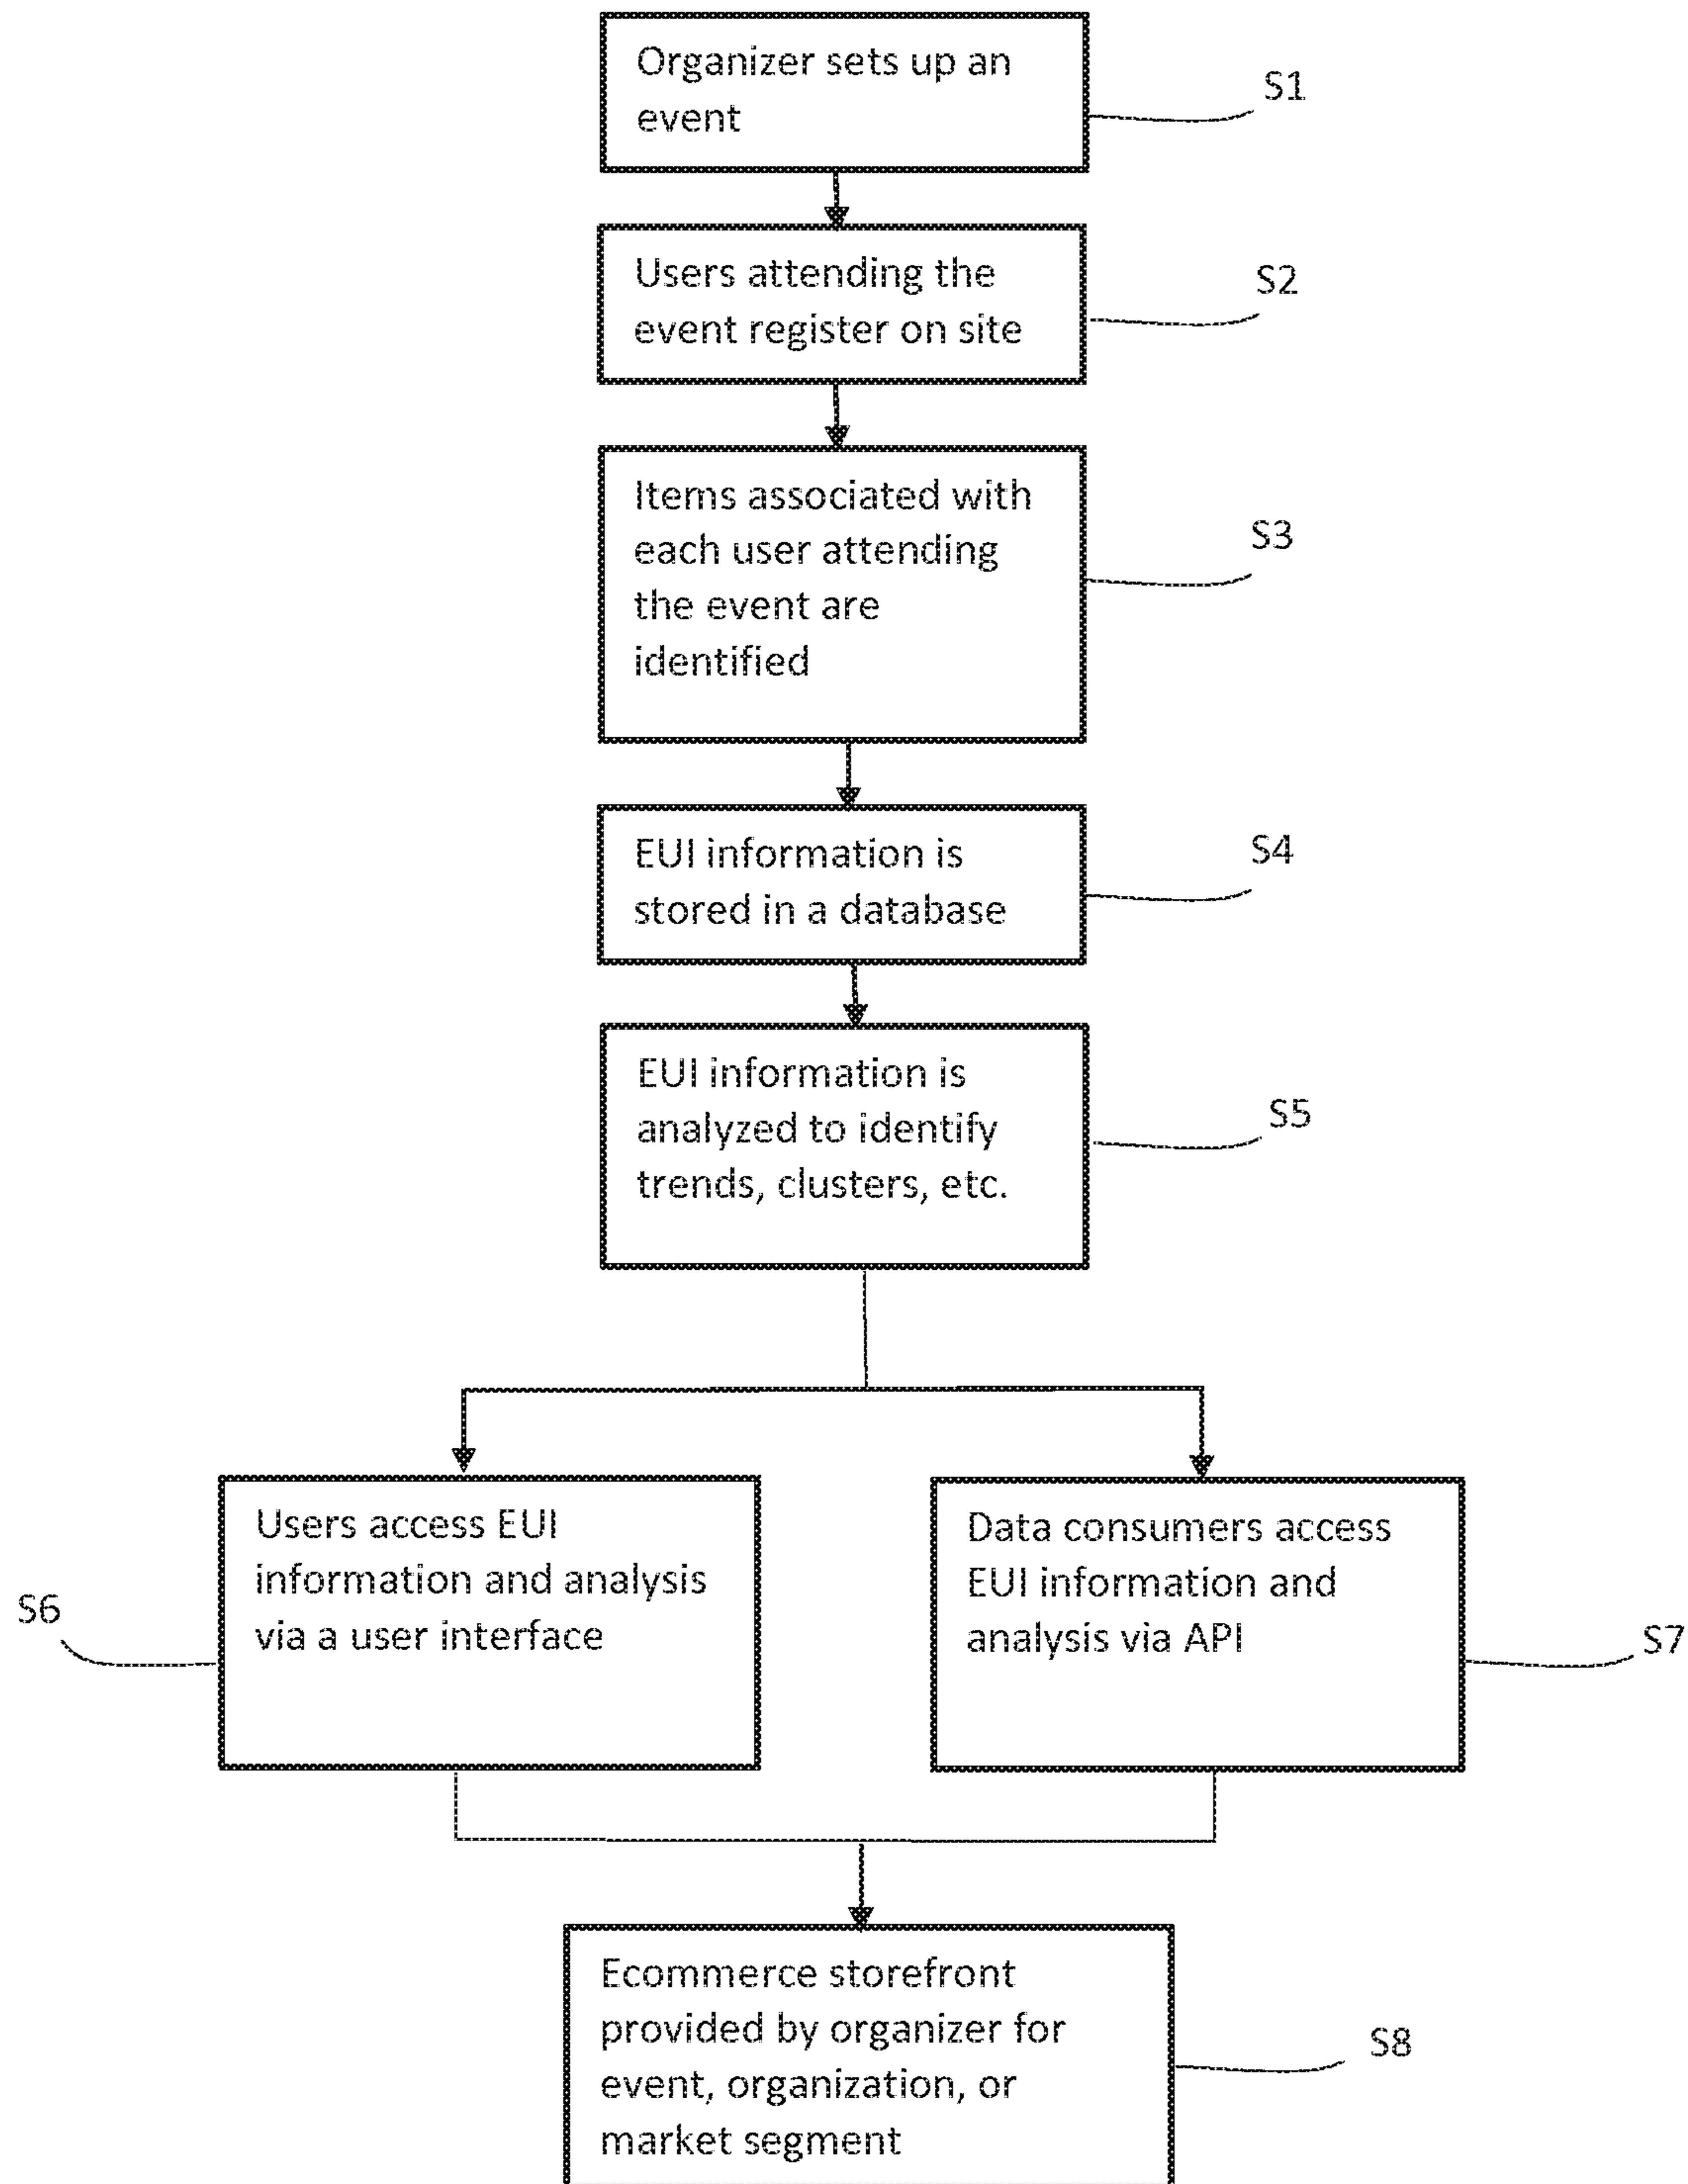 Organizer sets up an
event
S1
Users attending the
event register on site
S2
Items associated with
each user attending
the event are
identified
S3
EUI information is
stored in a database
S4
EUI information is
analyzed to identify
trends, clusters, etc.
S5
Users access EUI
information and analysis
via a user interface
S6
Data consumers access
EUI information and
analysis via API
S7
Ecommerce storefront
provided by organizer for
event, organization, or
market segment
S8